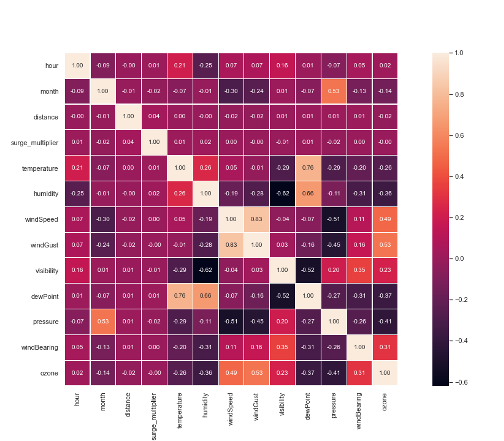 hour 1.00 -0.09 -0.00 0.01 0.21 -0.25 0.07 0.07 0.16 0.01 -0.07 0.05 0.02
month -0.09 1.00 -0.01 -0.02 -0.07 -0.01 -0.30 -0.24 0.01 -0.07 0.53 -0.13 -0.14
distance -0.00 -0.01 1.00 0.04 0.00 -0.00 -0.02 -0.02 0.01 0.01 0.01 0.01 -0.02
surge_multiplier 0.01 -0.02 0.04 1.00 0.01 0.02 0.00 -0.00 -0.01 0.01 -0.02 0.00 -0.00
temperature 0.21 -0.07 0.00 0.01 1.00 0.26 0.05 -0.01 -0.29 0.76 -0.29 -0.20 -0.26
humidity -0.25 -0.01 -0.00 0.02 0.26 1.00 -0.19 -0.28 -0.62 0.66 -0.11 -0.31 -0.36
windSpeed 0.07 -0.30 -0.02 0.00 0.05 -0.19 1.00 0.83 -0.04 -0.07 -0.51 0.11 0.49
windGust 0.07 -0.24 -0.02 -0.00 -0.01 -0.28 0.83 1.00 0.03 -0.16 -0.45 0.16 0.53
visibility 0.16 0.01 0.01 -0.01 -0.29 -0.62 -0.04 0.03 1.00 -0.52 0.20 0.35 0.23
dewPoint 0.01 -0.07 0.01 0.01 0.76 0.66 -0.07 -0.16 -0.52 1.00 -0.27 -0.31 -0.37
pressure -0.07 0.53 0.01 -0.02 -0.29 -0.11 -0.51 -0.45 0.20 -0.27 1.00 -0.26 -0.41
windBearing 0.05 -0.13 0.01 0.00 -0.20 -0.31 0.11 0.16 0.35 -0.31 -0.26 1.00 0.31
ozone 0.02 -0.14 -0.02 -0.00 -0.26 -0.36 0.49 0.53 0.23 -0.37 -0.41 0.31 1.00
hour
month
distance
surge_multiplier
temperature
humidity
windSpeed
windGust
visibility
dewPoint
pressure
windBearing
ozone
1.0
0.8
0.6
0.4
0.2
0.0
−0.2
−0.4
−0.6